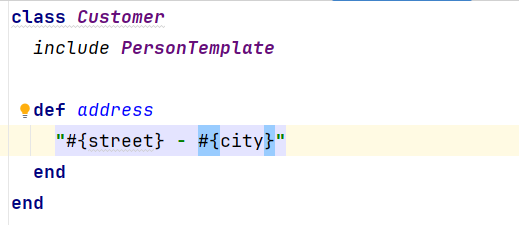 class Customer
  include PersonTemplate
  def address
    "#{street} - #{city}"
  end
end